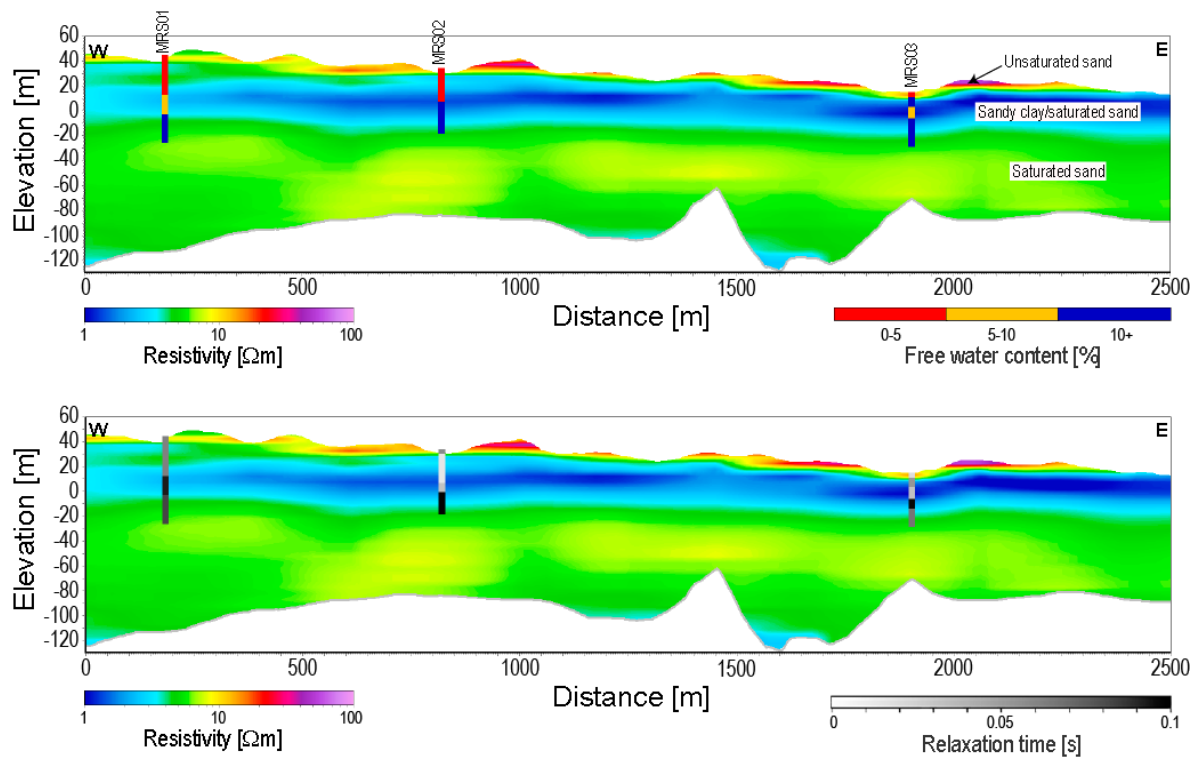 60
40
20
0
-20
-40
-60
-80
-100
-120
Elevation [m]
W
E
MRS01
MRS02
MRS03
Unsaturated sand
Sandy clay/saturated sand
Saturated sand
0
500
1000
1500
2000
2500
Distance [m]
1
10
100
Resistivity [Ωm]
0-5
5-10
10+
Free water content [%]
60
40
20
0
-20
-40
-60
-80
-100
-120
Elevation [m]
W
E
0
500
1000
1500
2000
2500
Distance [m]
1
10
100
Resistivity [Ωm]
0
0.05
0.1
Relaxation time [s]